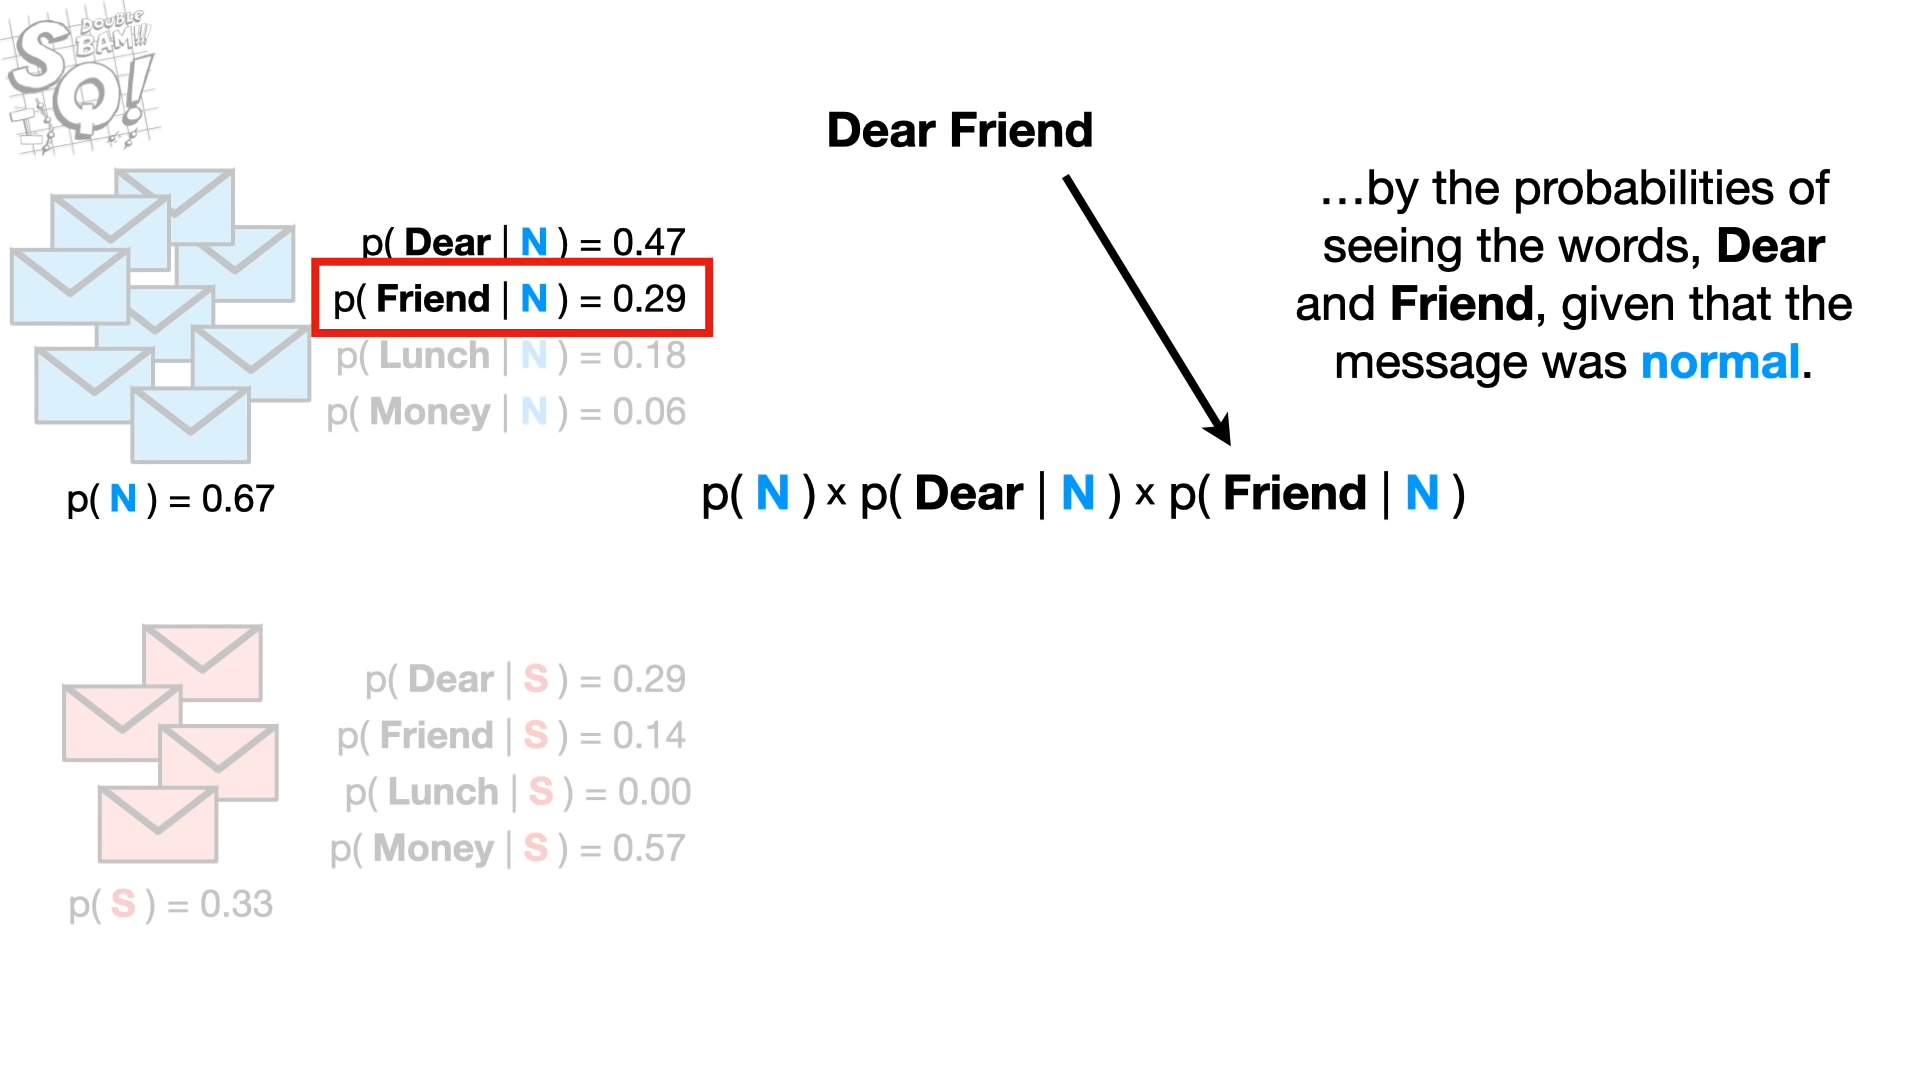 DOUBLE
BAM!!!
SQ!
Dear Friend
…by the probabilities of
seeing the words, Dear
and Friend, given that the
message was normal.
p( Dear | N ) = 0.47
p( Friend | N ) = 0.29
p( Lunch | N ) = 0.18
p( Money | N ) = 0.06
p( N ) = 0.67
p( N ) x p( Dear | N ) x p( Friend | N )
p( Dear | S ) = 0.29
p( Friend | S ) = 0.14
p( Lunch | S ) = 0.00
p( Money | S ) = 0.57
p( S ) = 0.33